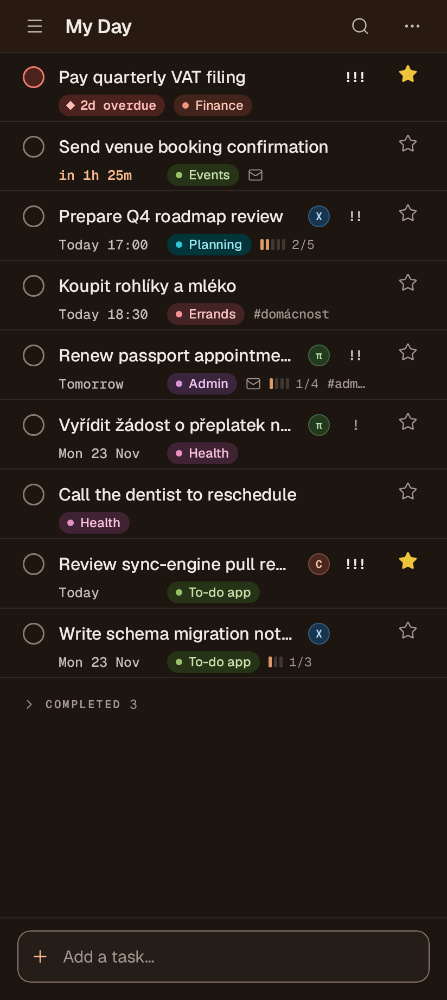 My Day
Pay quarterly VAT filing !!!
2d overdue Finance
Send venue booking confirmation
in 1h 25m Events
Prepare Q4 roadmap review X !!
Today 17:00 Planning 2/5
Koupit rohlíky a mléko
Today 18:30 Errands #domácnost
Renew passport appointme… π !!
Tomorrow Admin 1/4 #adm…
Vyřídit žádost o přeplatek n… π !
Mon 23 Nov Health
Call the dentist to reschedule
Health
Review sync-engine pull re… C !!!
Today To-do app
Write schema migration not… X
Mon 23 Nov To-do app 1/3
COMPLETED 3
Add a task…